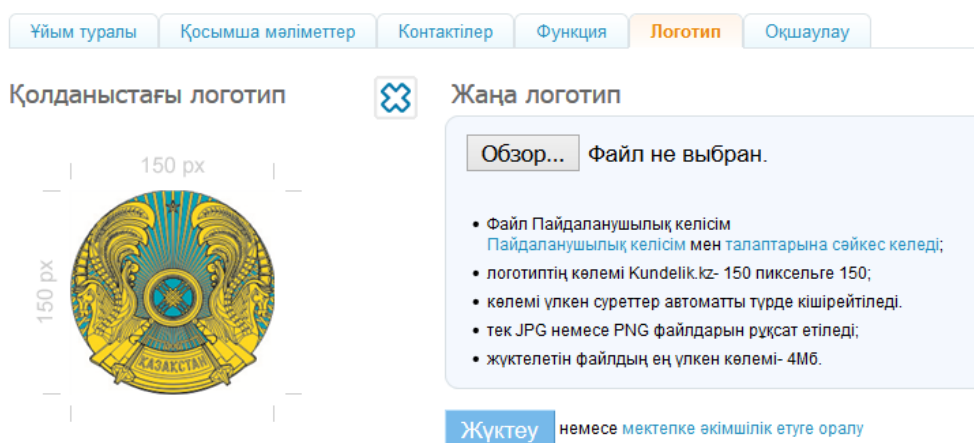 Ұйым туралы Қосымша мәліметтер Контактілер Функция Логотип Оқшаулау
Қолданыстағы логотип
150 px
150 px
ҚАЗАҚСТАН
Жаңа логотип
Обзор... Файл не выбран.
• Файл Пайдаланушылық келісім
Пайдаланушылық келісім мен талаптарына сәйкес келеді;
• логотиптің көлемі Kundelik.kz- 150 пиксельге 150;
• көлемі үлкен суреттер автоматты түрде кішірейтіледі.
• тек JPG немесе PNG файлдарын рұқсат етіледі;
• жүктелетін файлдың ең үлкен көлемі- 4Мб.
Жүктеу немесе мектепке әкімшілік етуге оралу